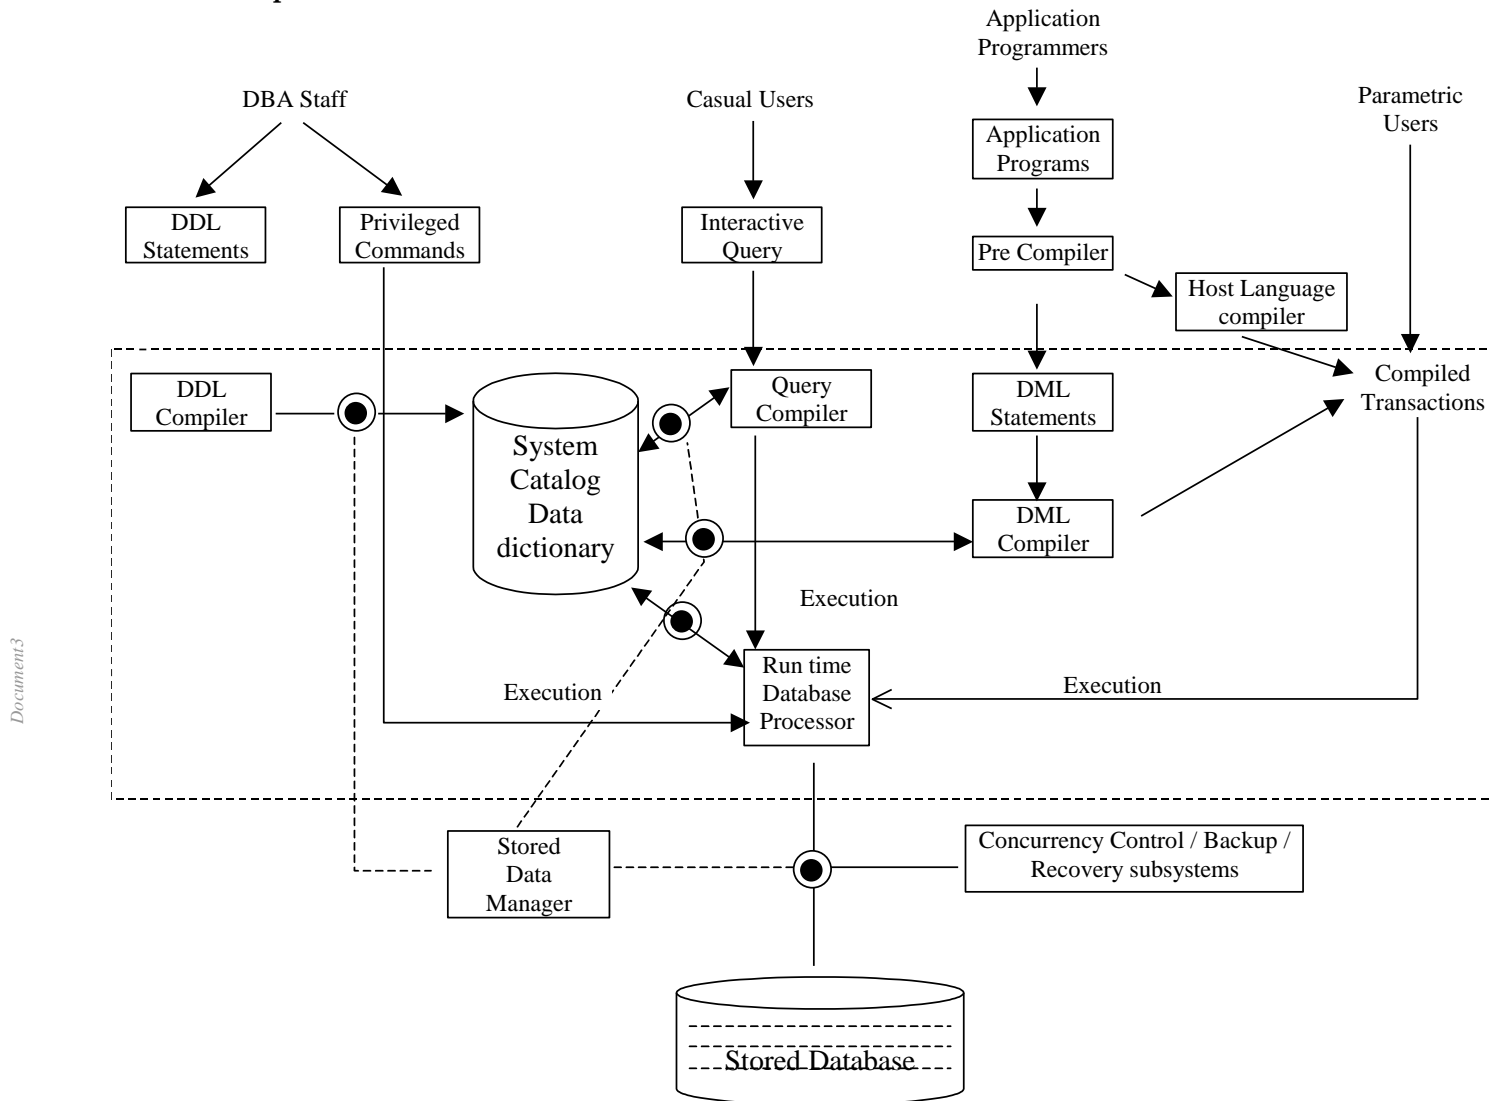 Application
Programmers
DBA Staff
Casual Users
Parametric
Users
Application
Programs
DDL
Statements
Privileged
Commands
Interactive
Query
Pre Compiler
Host Language
compiler
DDL
Compiler
System
Catalog
Data
dictionary
Query
Compiler
DML
Statements
Compiled
Transactions
DML
Compiler
Execution
Execution
Run time
Database
Processor
Execution
Stored
Data
Manager
Concurrency Control / Backup /
Recovery subsystems
Stored Database
Document3